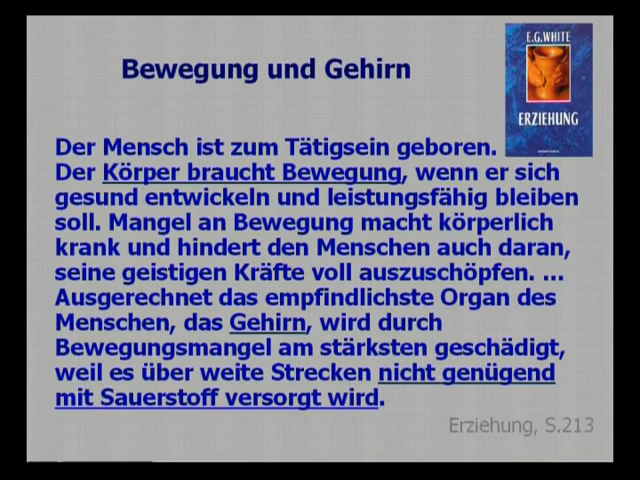 Bewegung und Gehirn
E.G.WHITE
ERZIEHUNG
Der Mensch ist zum Tätigsein geboren.
Der Körper braucht Bewegung, wenn er sich
gesund entwickeln und leistungsfähig bleiben
soll. Mangel an Bewegung macht körperlich
krank und hindert den Menschen auch daran,
seine geistigen Kräfte voll auszuschöpfen. ...
Ausgerechnet das empfindlichste Organ des
Menschen, das Gehirn, wird durch
Bewegungsmangel am stärksten geschädigt,
weil es über weite Strecken nicht genügend
mit Sauerstoff versorgt wird.
Erziehung, S.213